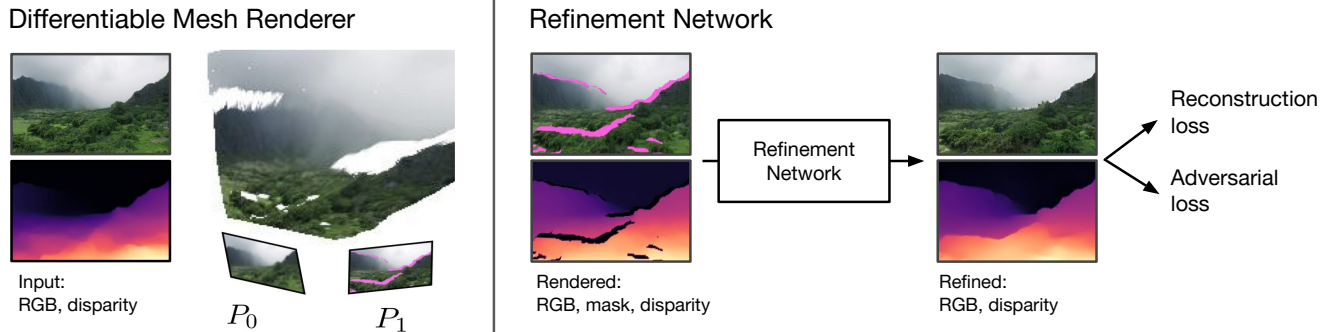 Differentiable Mesh Renderer
Input:
RGB, disparity
P0
P1
Refinement Network
Rendered:
RGB, mask, disparity
Refinement
Network
Refined:
RGB, disparity
Reconstruction
loss
Adversarial
loss